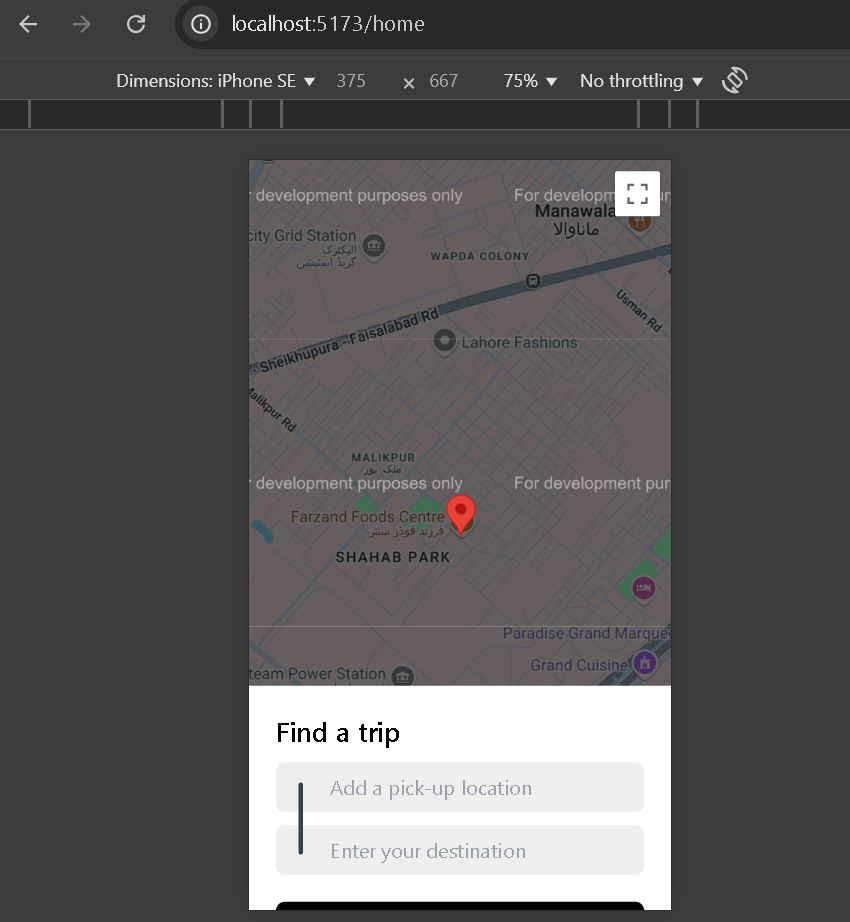 localhost:5173/home
Dimensions: iPhone SE ▼ 375 × 667 75% ▼ No throttling ▼
r development purposes only
For developm
ur
Manawala
ماناوالا
city Grid Station
الیکٹرک
گرڈ اسٹیشن
WAPDA COLONY
Usman Rd
Sheikhupura - Faisalabad Rd
Lahore Fashions
Malikpur Rd
MALIKPUR
ملک پور
r development purposes only
For development pur
Farzand Foods Centre
فرزند فوڈز سنٹر
SHAHAB PARK
Paradise Grand Marquee
Grand Cuisine
team Power Station
Find a trip
Add a pick-up location
Enter your destination